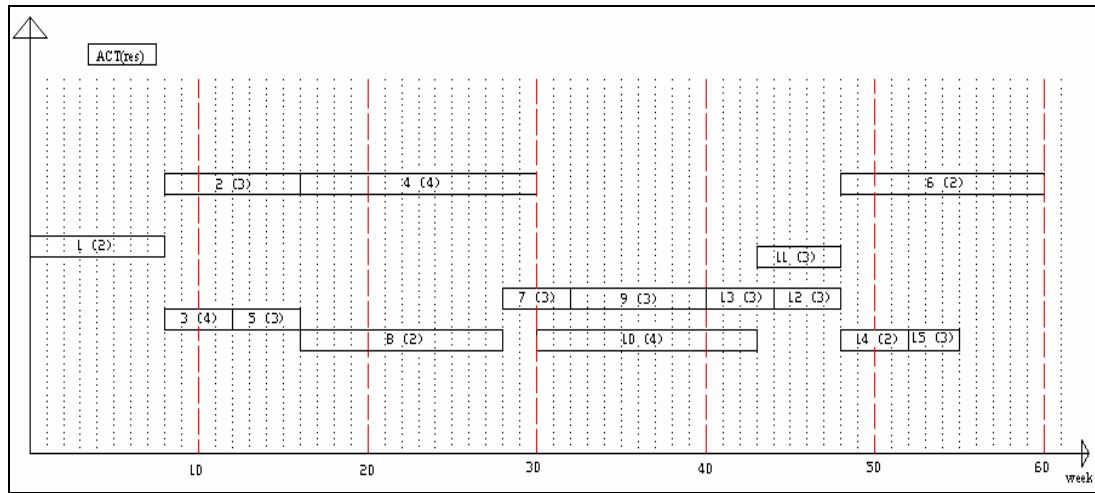 ACT(res)
2 (3) 4 (4) 6 (2)
1 (2) 11 (3)
7 (3) 9 (3) 13 (3) 12 (3)
3 (4) 5 (3)
8 (2) 10 (4) 14 (2) 15 (3)
10 20 30 40 50 60
week